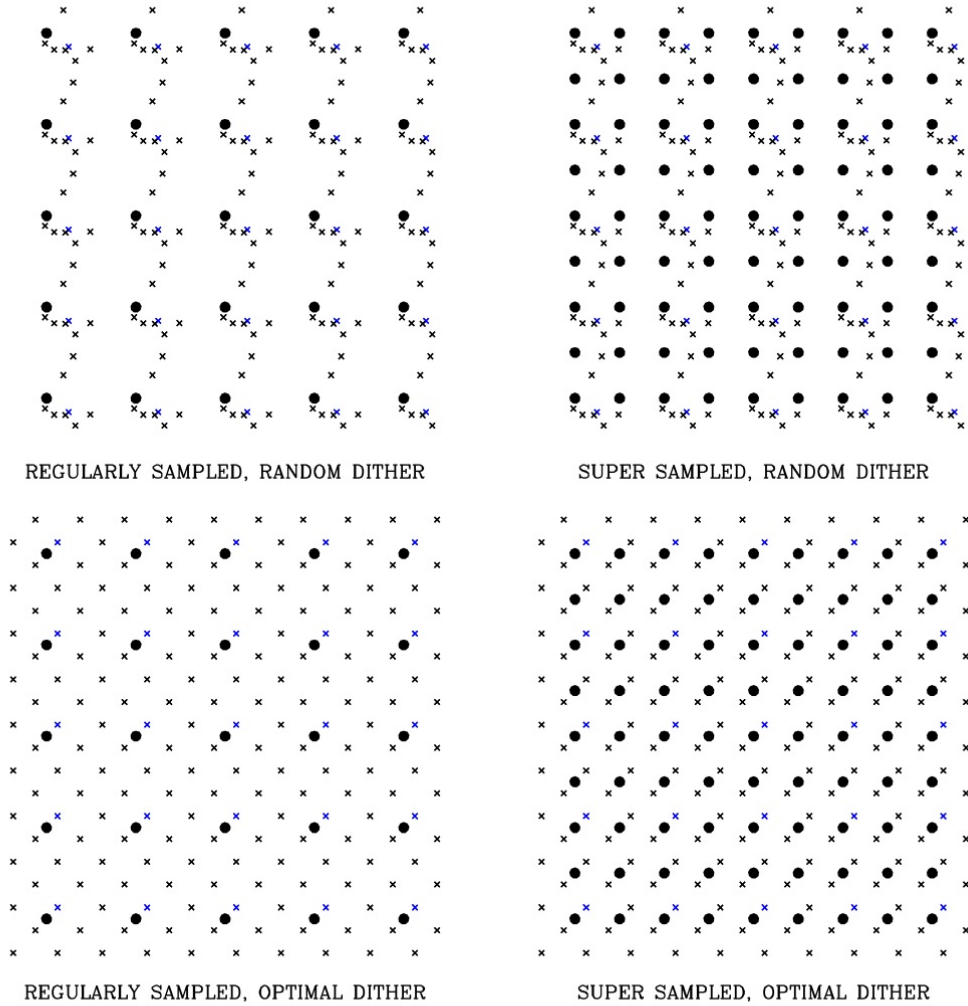 REGULARLY SAMPLED, RANDOM DITHER
SUPER SAMPLED, RANDOM DITHER
REGULARLY SAMPLED, OPTIMAL DITHER
SUPER SAMPLED, OPTIMAL DITHER